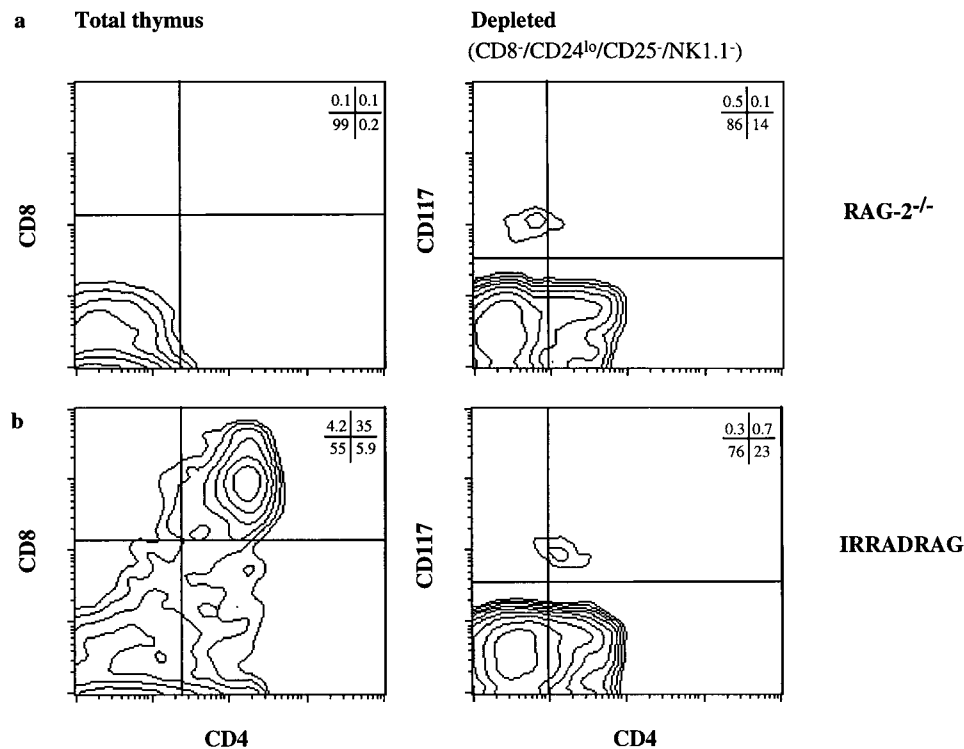 a Total thymus Depleted
(CD8-/CD24lo/CD25-/NK1.1-)
0.1 0.1
99 0.2
CD8
0.5 0.1
86 14
CD117
RAG-2-/-
b
4.2 35
55 5.9
CD8
CD4
0.3 0.7
76 23
CD117
CD4
IRRADRAG